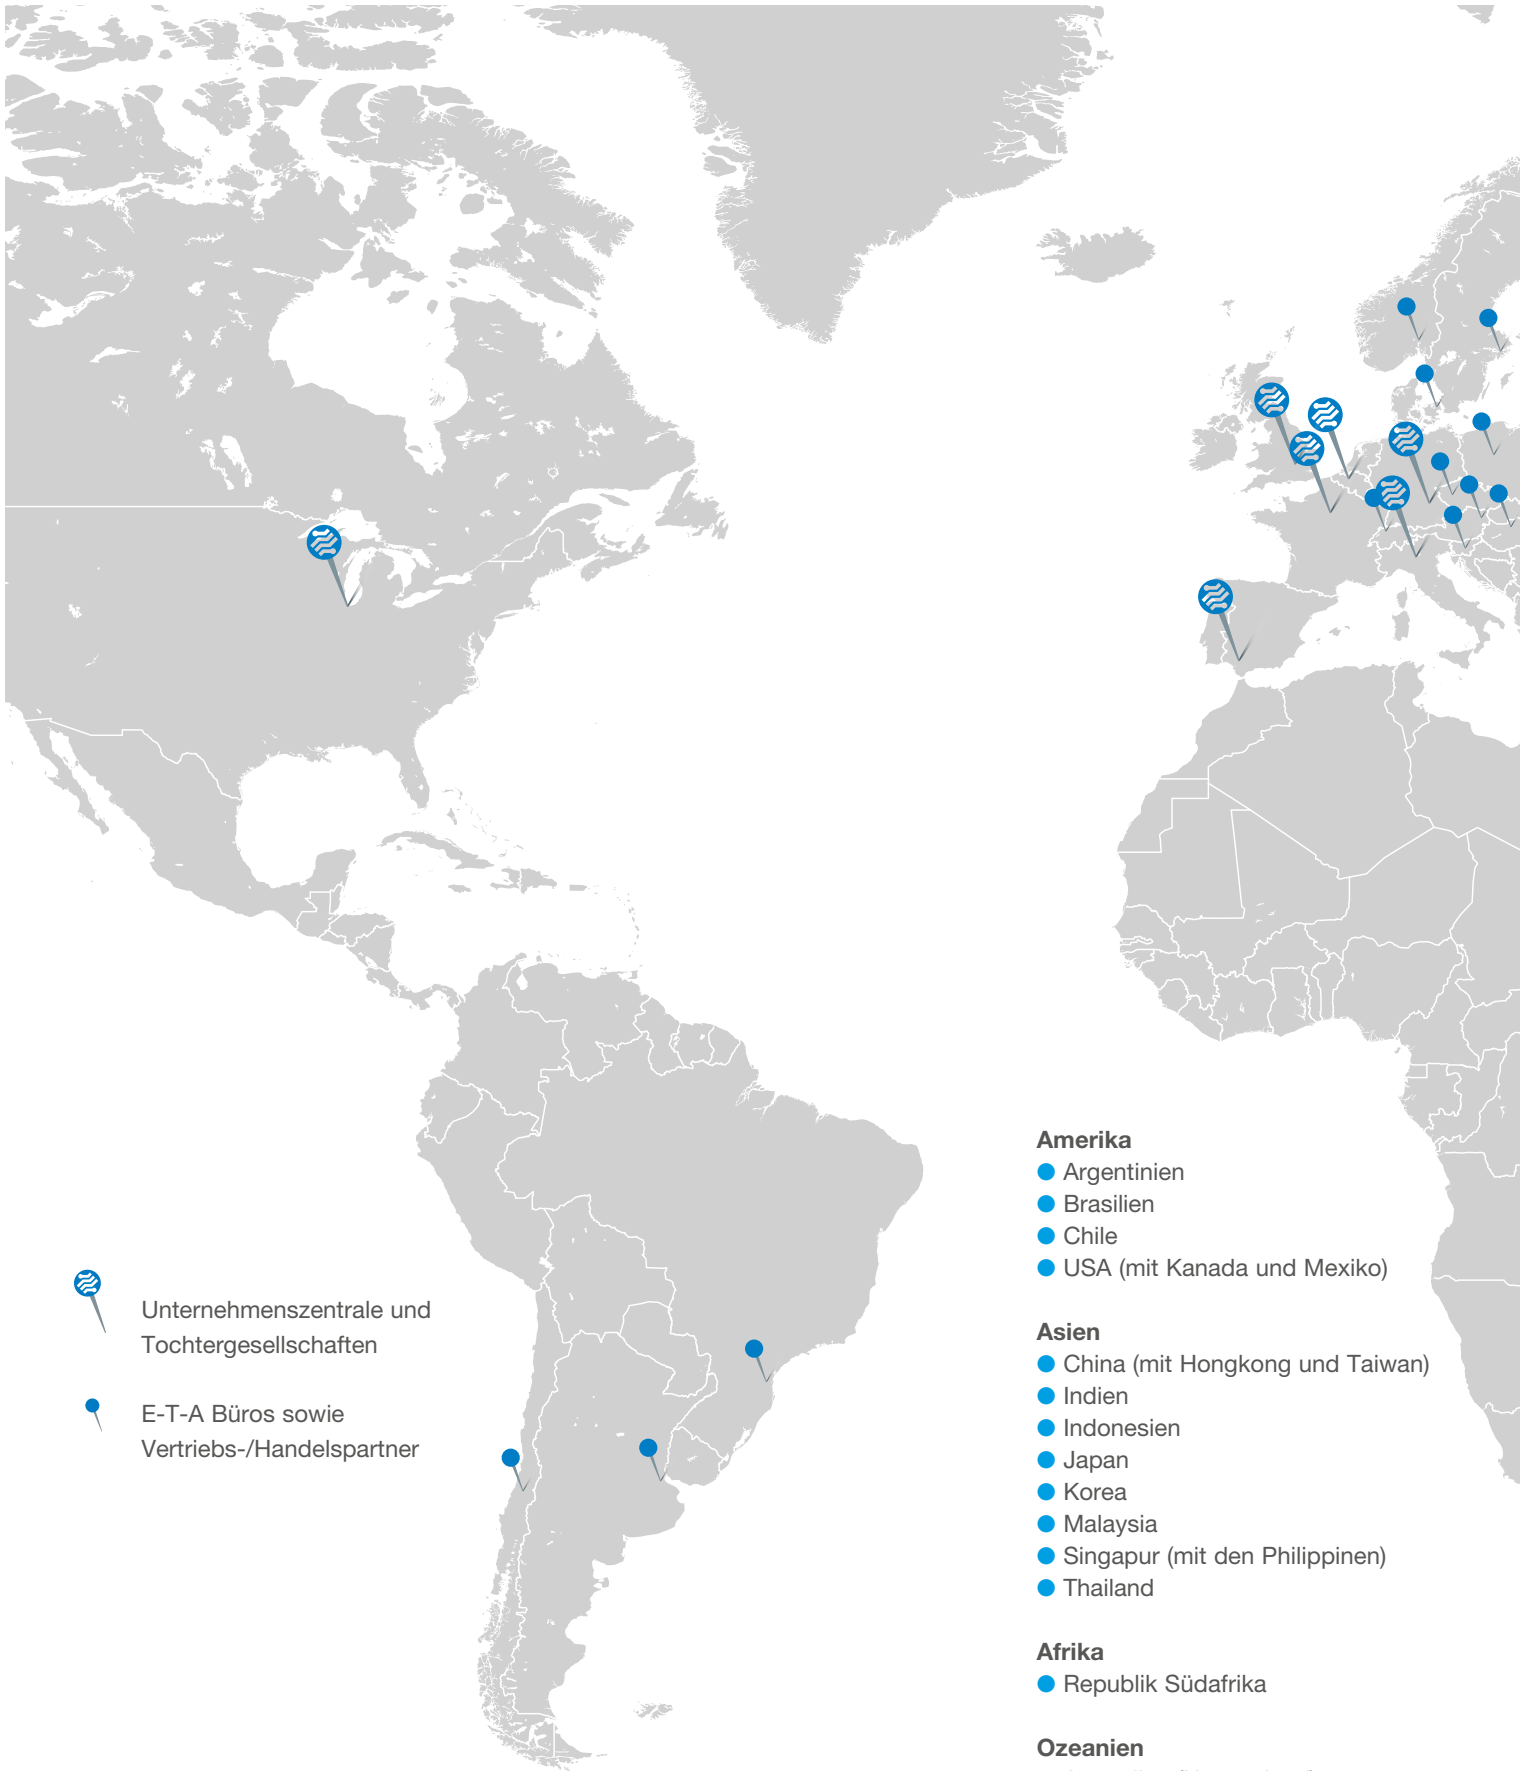 Unternehmenszentrale und
Tochtergesellschaften
E-T-A Büros sowie
Vertriebs-/Handelspartner
Amerika
Argentinien
Brasilien
Chile
USA (mit Kanada und Mexiko)
Asien
China (mit Hongkong und Taiwan)
Indien
Indonesien
Japan
Korea
Malaysia
Singapur (mit den Philippinen)
Thailand
Afrika
Republik Südafrika
Ozeanien